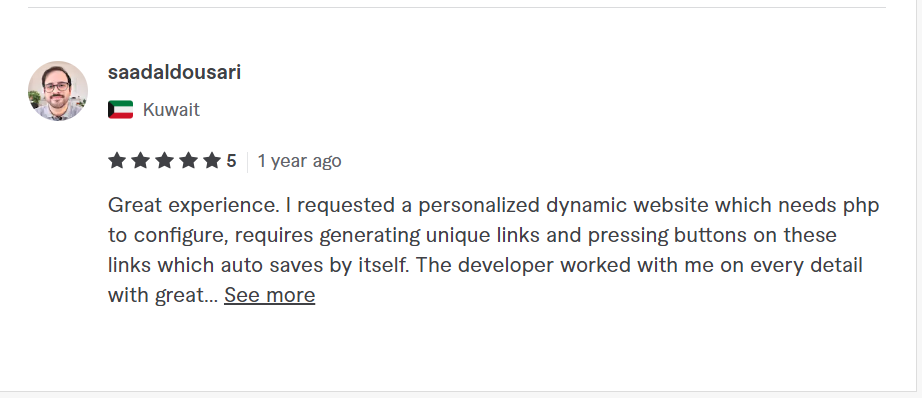 saadaldousari
Kuwait
5 1 year ago
Great experience. I requested a personalized dynamic website which needs php
to configure, requires generating unique links and pressing buttons on these
links which auto saves by itself. The developer worked with me on every detail
with great... See more